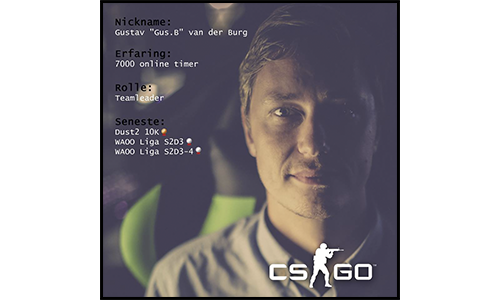 Nickname:
Gustav "Gus.B" van der Burg
Erfaring:
7000 online timer
Rolle:
Teamleader
Seneste:
Dust2 10K
WAOO Liga S2D3
WAOO Liga S2D3-4
CS GO